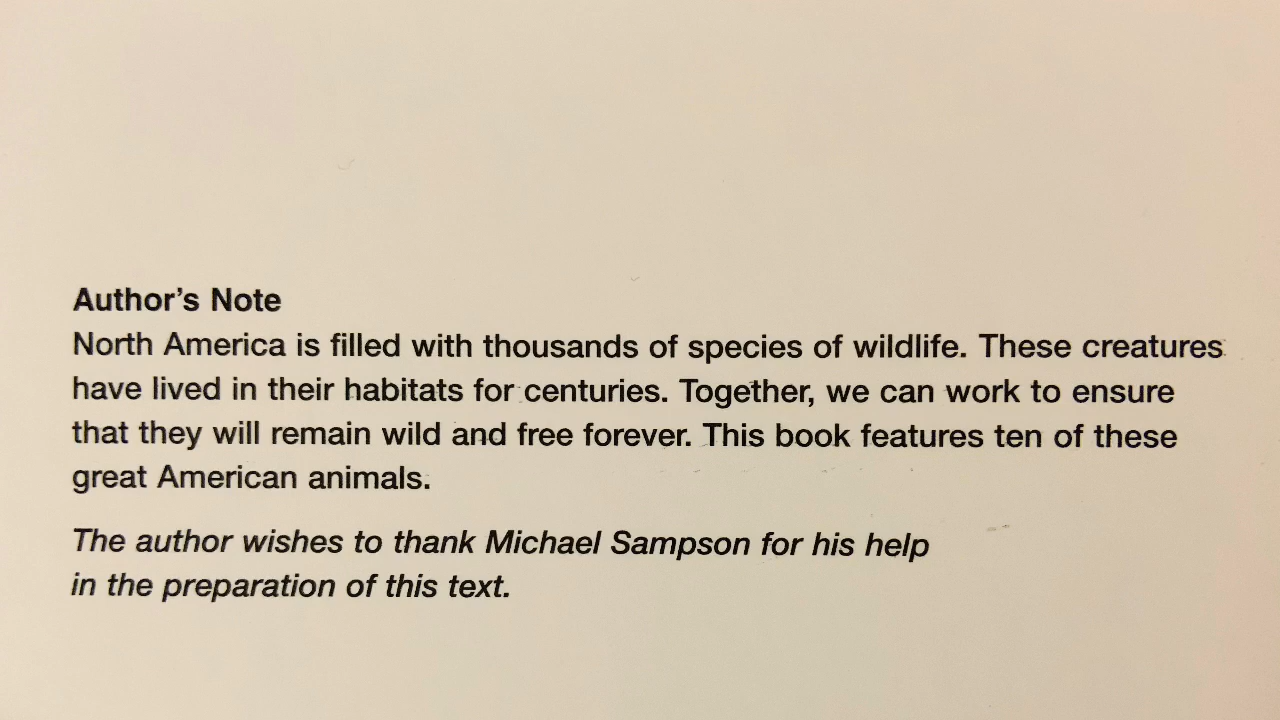 Author's Note
North America is filled with thousands of species of wildlife. These creatures
have lived in their habitats for centuries. Together, we can work to ensure
that they will remain wild and free forever. This book features ten of these
great American animals.
The author wishes to thank Michael Sampson for his help
in the preparation of this text.